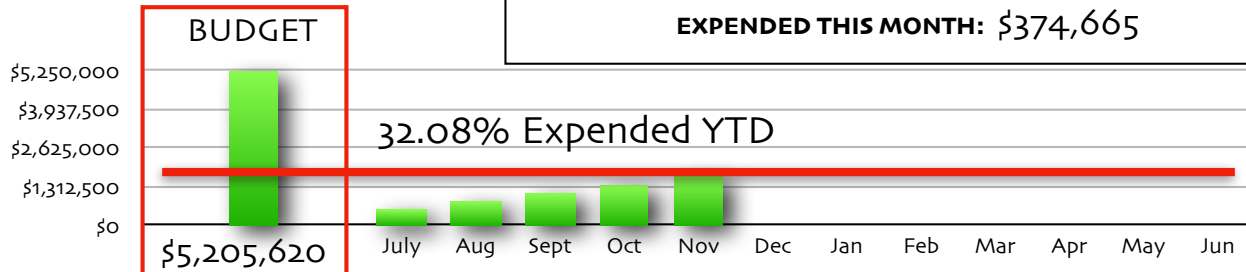 BUDGET
EXPENDED THIS MONTH: $374,665
$5,250,000
$3,937,500
32.08% Expended YTD
$2,625,000
$1,312,500
$0
July Aug Sept Oct Nov Dec Jan Feb Mar Apr May Jun
$5,205,620